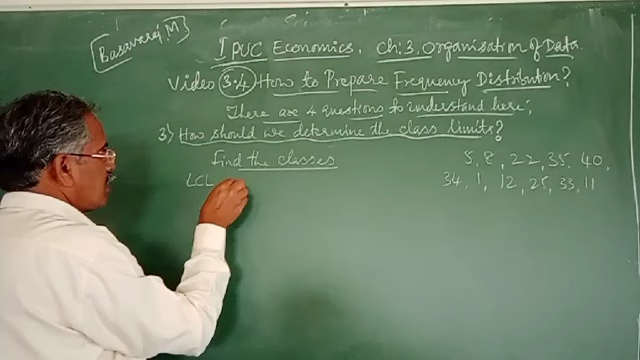 Basavaraj M
I PUC Economics. Ch:3. Organisation of Data.
Video 3.4 How to Prepare Frequency Distribution?
There are 4 questions to understand here:
3) How should we determine the class limits?
Find the classes
5, 8, 22, 35, 40,
LCL
34, 1, 12, 25, 33, 11